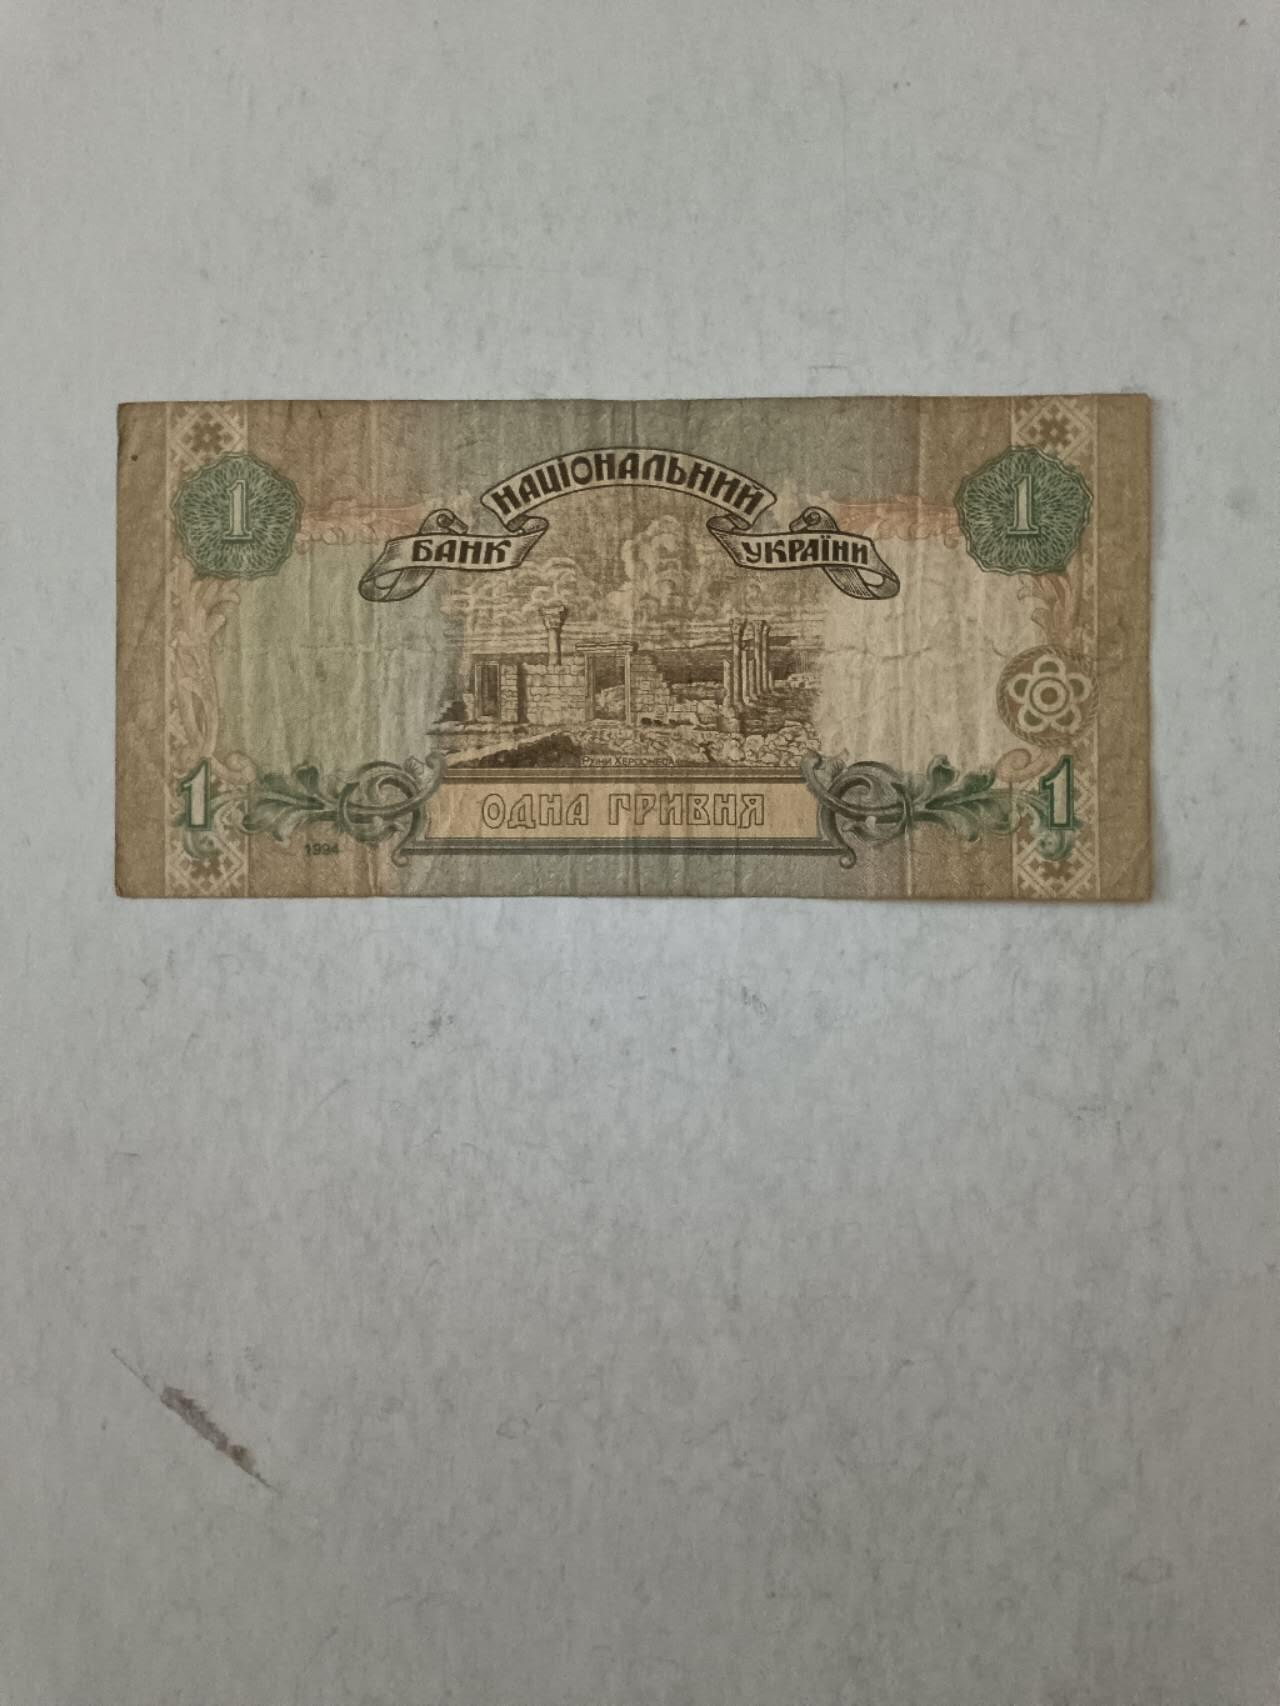 НАЦІОНАЛЬНИЙ
БАНК УКРАЇНИ
1 1
Руїни Херсонеса
ОДНА ГРИВНЯ
1 1
1994